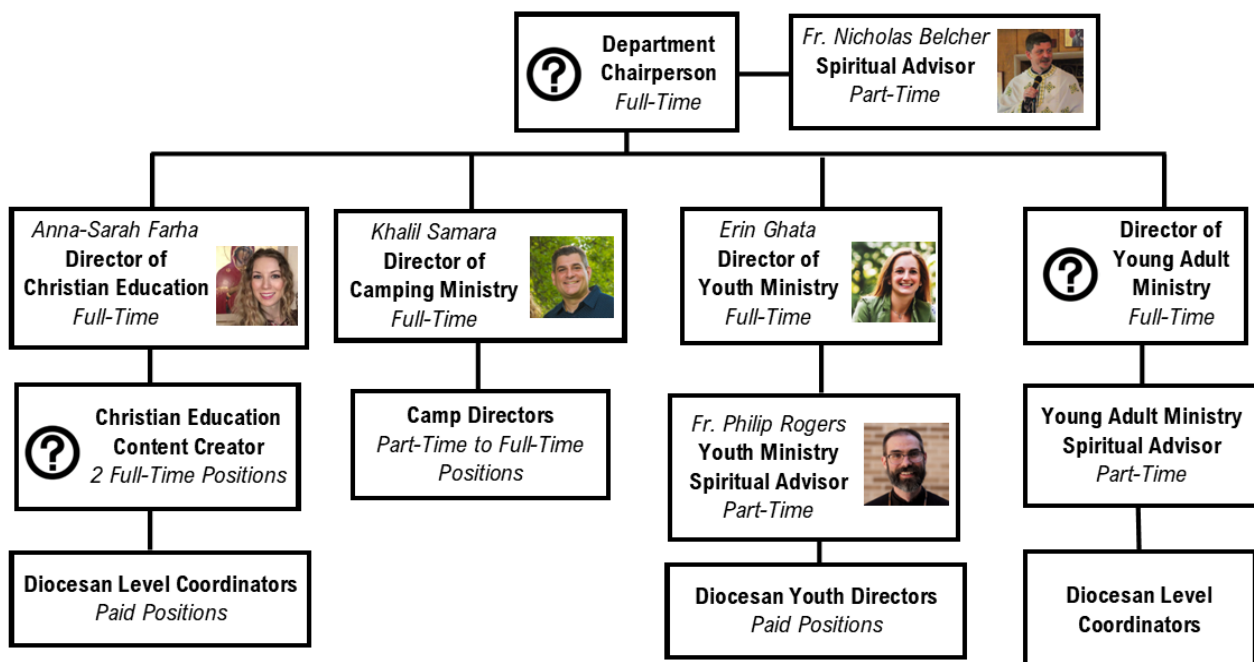 Department
Chairperson
Full-Time
Fr. Nicholas Belcher
Spiritual Advisor
Part-Time
Anna-Sarah Farha
Director of
Christian Education
Full-Time
Khalil Samara
Director of
Camping Ministry
Full-Time
Erin Ghata
Director of
Youth Ministry
Full-Time
Director of
Young Adult
Ministry
Full-Time
Christian Education
Content Creator
2 Full-Time Positions
Camp Directors
Part-Time to Full-Time
Positions
Fr. Philip Rogers
Youth Ministry
Spiritual Advisor
Part-Time
Young Adult Ministry
Spiritual Advisor
Part-Time
Diocesan Level Coordinators
Paid Positions
Diocesan Youth Directors
Paid Positions
Diocesan Level
Coordinators